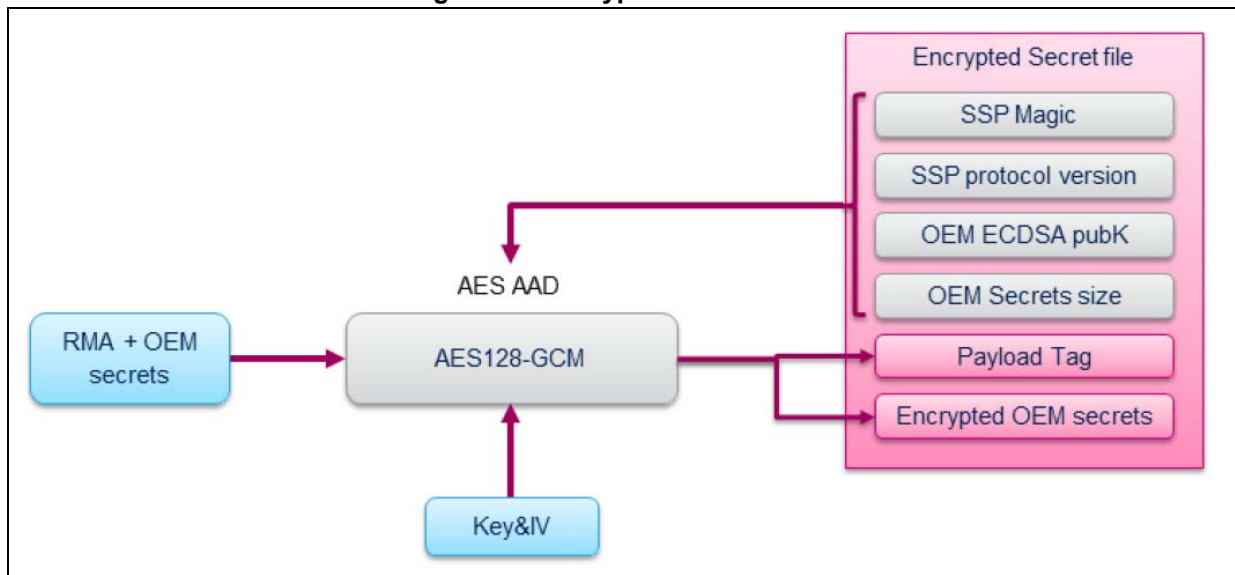 Encrypted Secret file
SSP Magic
SSP protocol version
OEM ECDSA pubK
OEM Secrets size
Payload Tag
Encrypted OEM secrets
AES AAD
AES128-GCM
RMA + OEM
secrets
Key&IV